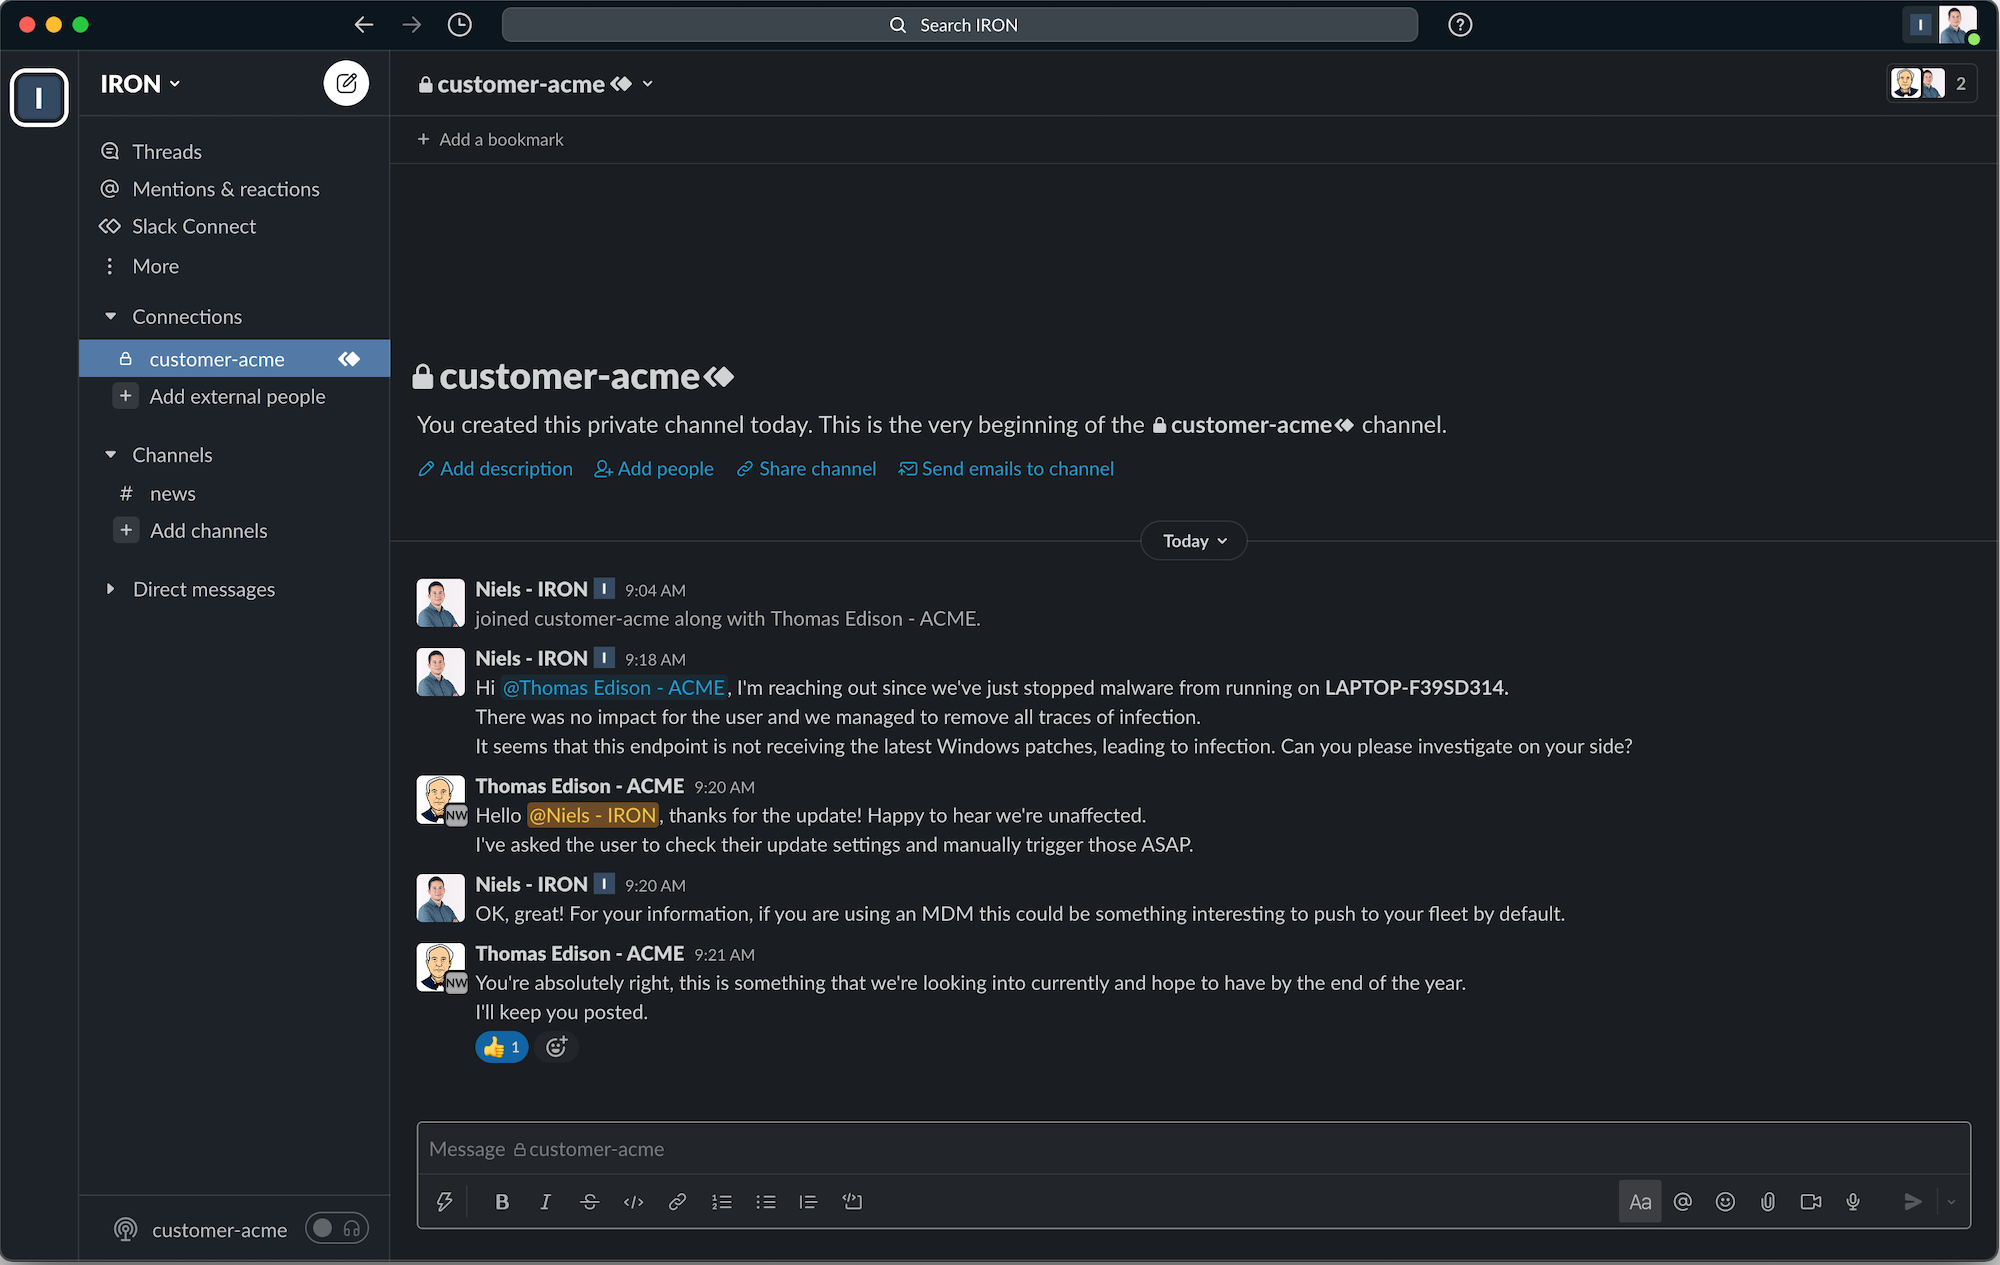 Search IRON
I
I
IRON
customer-acme
2
Add a bookmark
Threads
Mentions & reactions
Slack Connect
More
Connections
customer-acme
Add external people
Channels
# news
Add channels
Direct messages
customer-acme
You created this private channel today. This is the very beginning of the customer-acme channel.
Add description Add people Share channel Send emails to channel
Today
Niels - IRON I 9:04 AM
joined customer-acme along with Thomas Edison - ACME.
Niels - IRON I 9:18 AM
Hi @Thomas Edison - ACME, I'm reaching out since we've just stopped malware from running on LAPTOP-F39SD314.
There was no impact for the user and we managed to remove all traces of infection.
It seems that this endpoint is not receiving the latest Windows patches, leading to infection. Can you please investigate on your side?
Thomas Edison - ACME 9:20 AM
NW
Hello @Niels - IRON, thanks for the update! Happy to hear we're unaffected.
I've asked the user to check their update settings and manually trigger those ASAP.
Niels - IRON I 9:20 AM
OK, great! For your information, if you are using an MDM this could be something interesting to push to your fleet by default.
Thomas Edison - ACME 9:21 AM
NW
You're absolutely right, this is something that we're looking into currently and hope to have by the end of the year.
I'll keep you posted.
1
Message customer-acme
B I S Aa
customer-acme